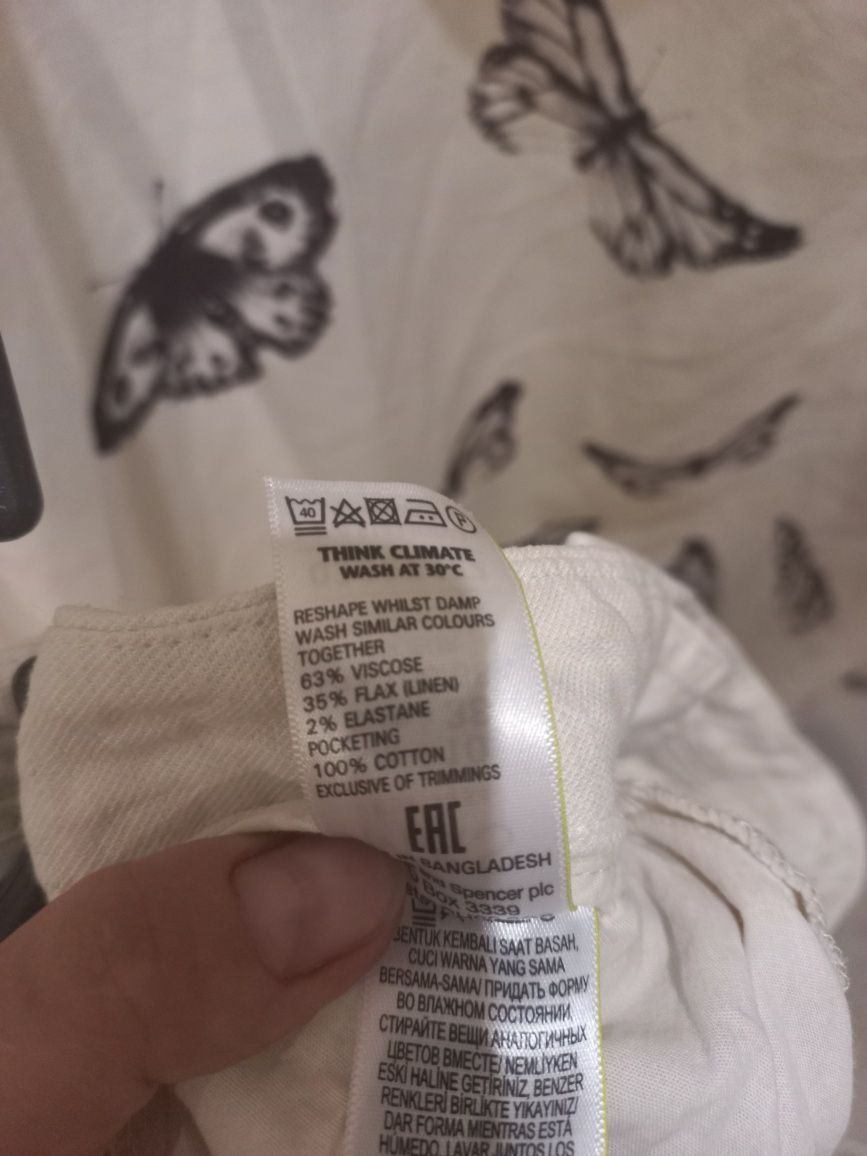 40 P
THINK CLIMATE
WASH AT 30°C
RESHAPE WHILST DAMP
WASH SIMILAR COLOURS
TOGETHER
63% VISCOSE
35% FLAX (LINEN)
2% ELASTANE
POCKETING
100% COTTON
EXCLUSIVE OF TRIMMINGS
EAC
BANGLADESH
Spencer plc
Box 3339
BENTUK KEMBALI SAAT BASAH,
CUCI WARNA YANG SAMA
BERSAMA-SAMA/ ПРИДАТЬ ФОРМУ
ВО ВЛАЖНОМ СОСТОЯНИИ,
СТИРАЙТЕ ВЕЩИ АНАЛОГИЧНЫХ
ЦВЕТОВ ВМЕСТЕ/ NEMLIYKEN
ESKİ HALİNE GETİRİNİZ, BENZER
RENKLERİ BİRLİKTE YIKAYINIZ/
DAR FORMA MIENTRAS ESTÁ
HÚMEDO, LAVAR JUNTOS LOS